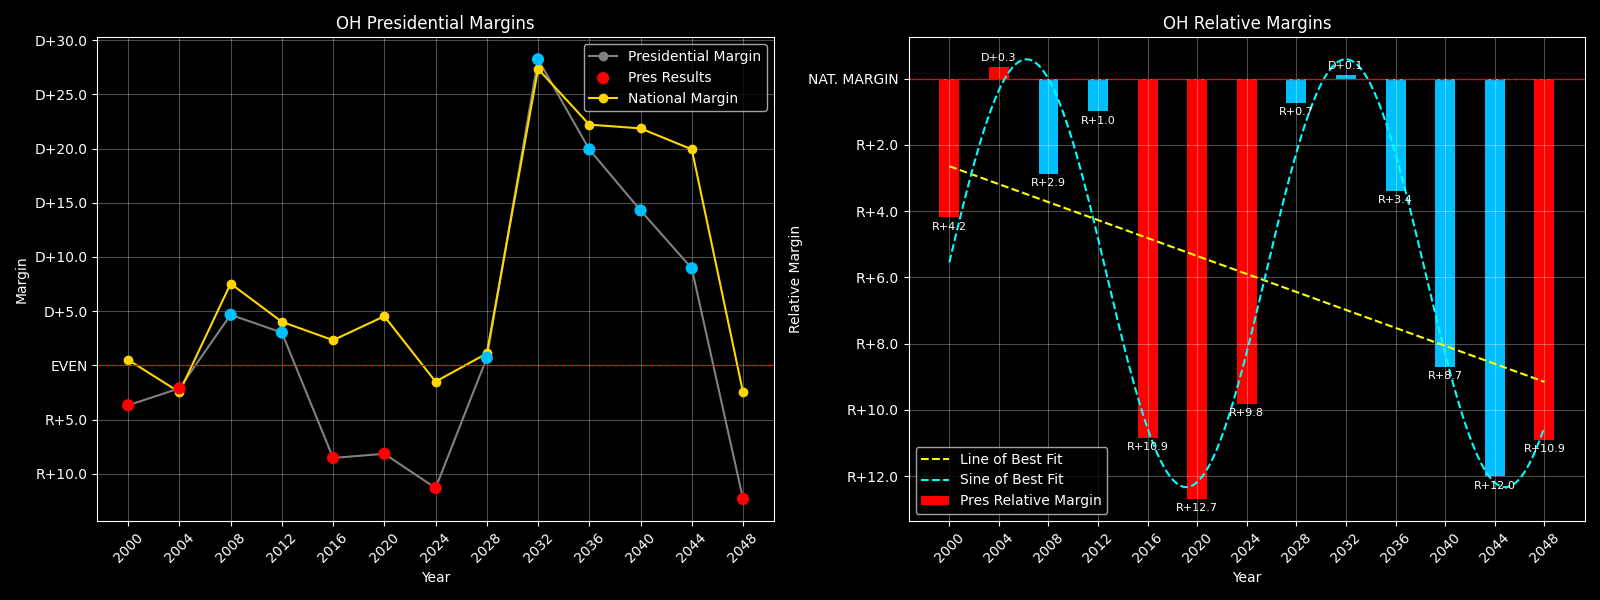 OH Presidential Margins
D+30.0
D+25.0
D+20.0
D+15.0
D+10.0
D+5.0
EVEN
R+5.0
R+10.0
Margin
Presidential Margin
Pres Results
National Margin
2000
2004
2008
2012
2016
2020
2024
2028
2032
2036
2040
2044
2048
Year
OH Relative Margins
NAT. MARGIN
R+2.0
R+4.0
R+6.0
R+8.0
R+10.0
R+12.0
Relative Margin
R+4.2
D+0.3
R+2.9
R+1.0
R+10.9
R+12.7
R+9.8
R+0.7
D+0.1
R+3.4
R+8.7
R+12.0
R+10.9
Line of Best Fit
Sine of Best Fit
Pres Relative Margin
2000
2004
2008
2012
2016
2020
2024
2028
2032
2036
2040
2044
2048
Year